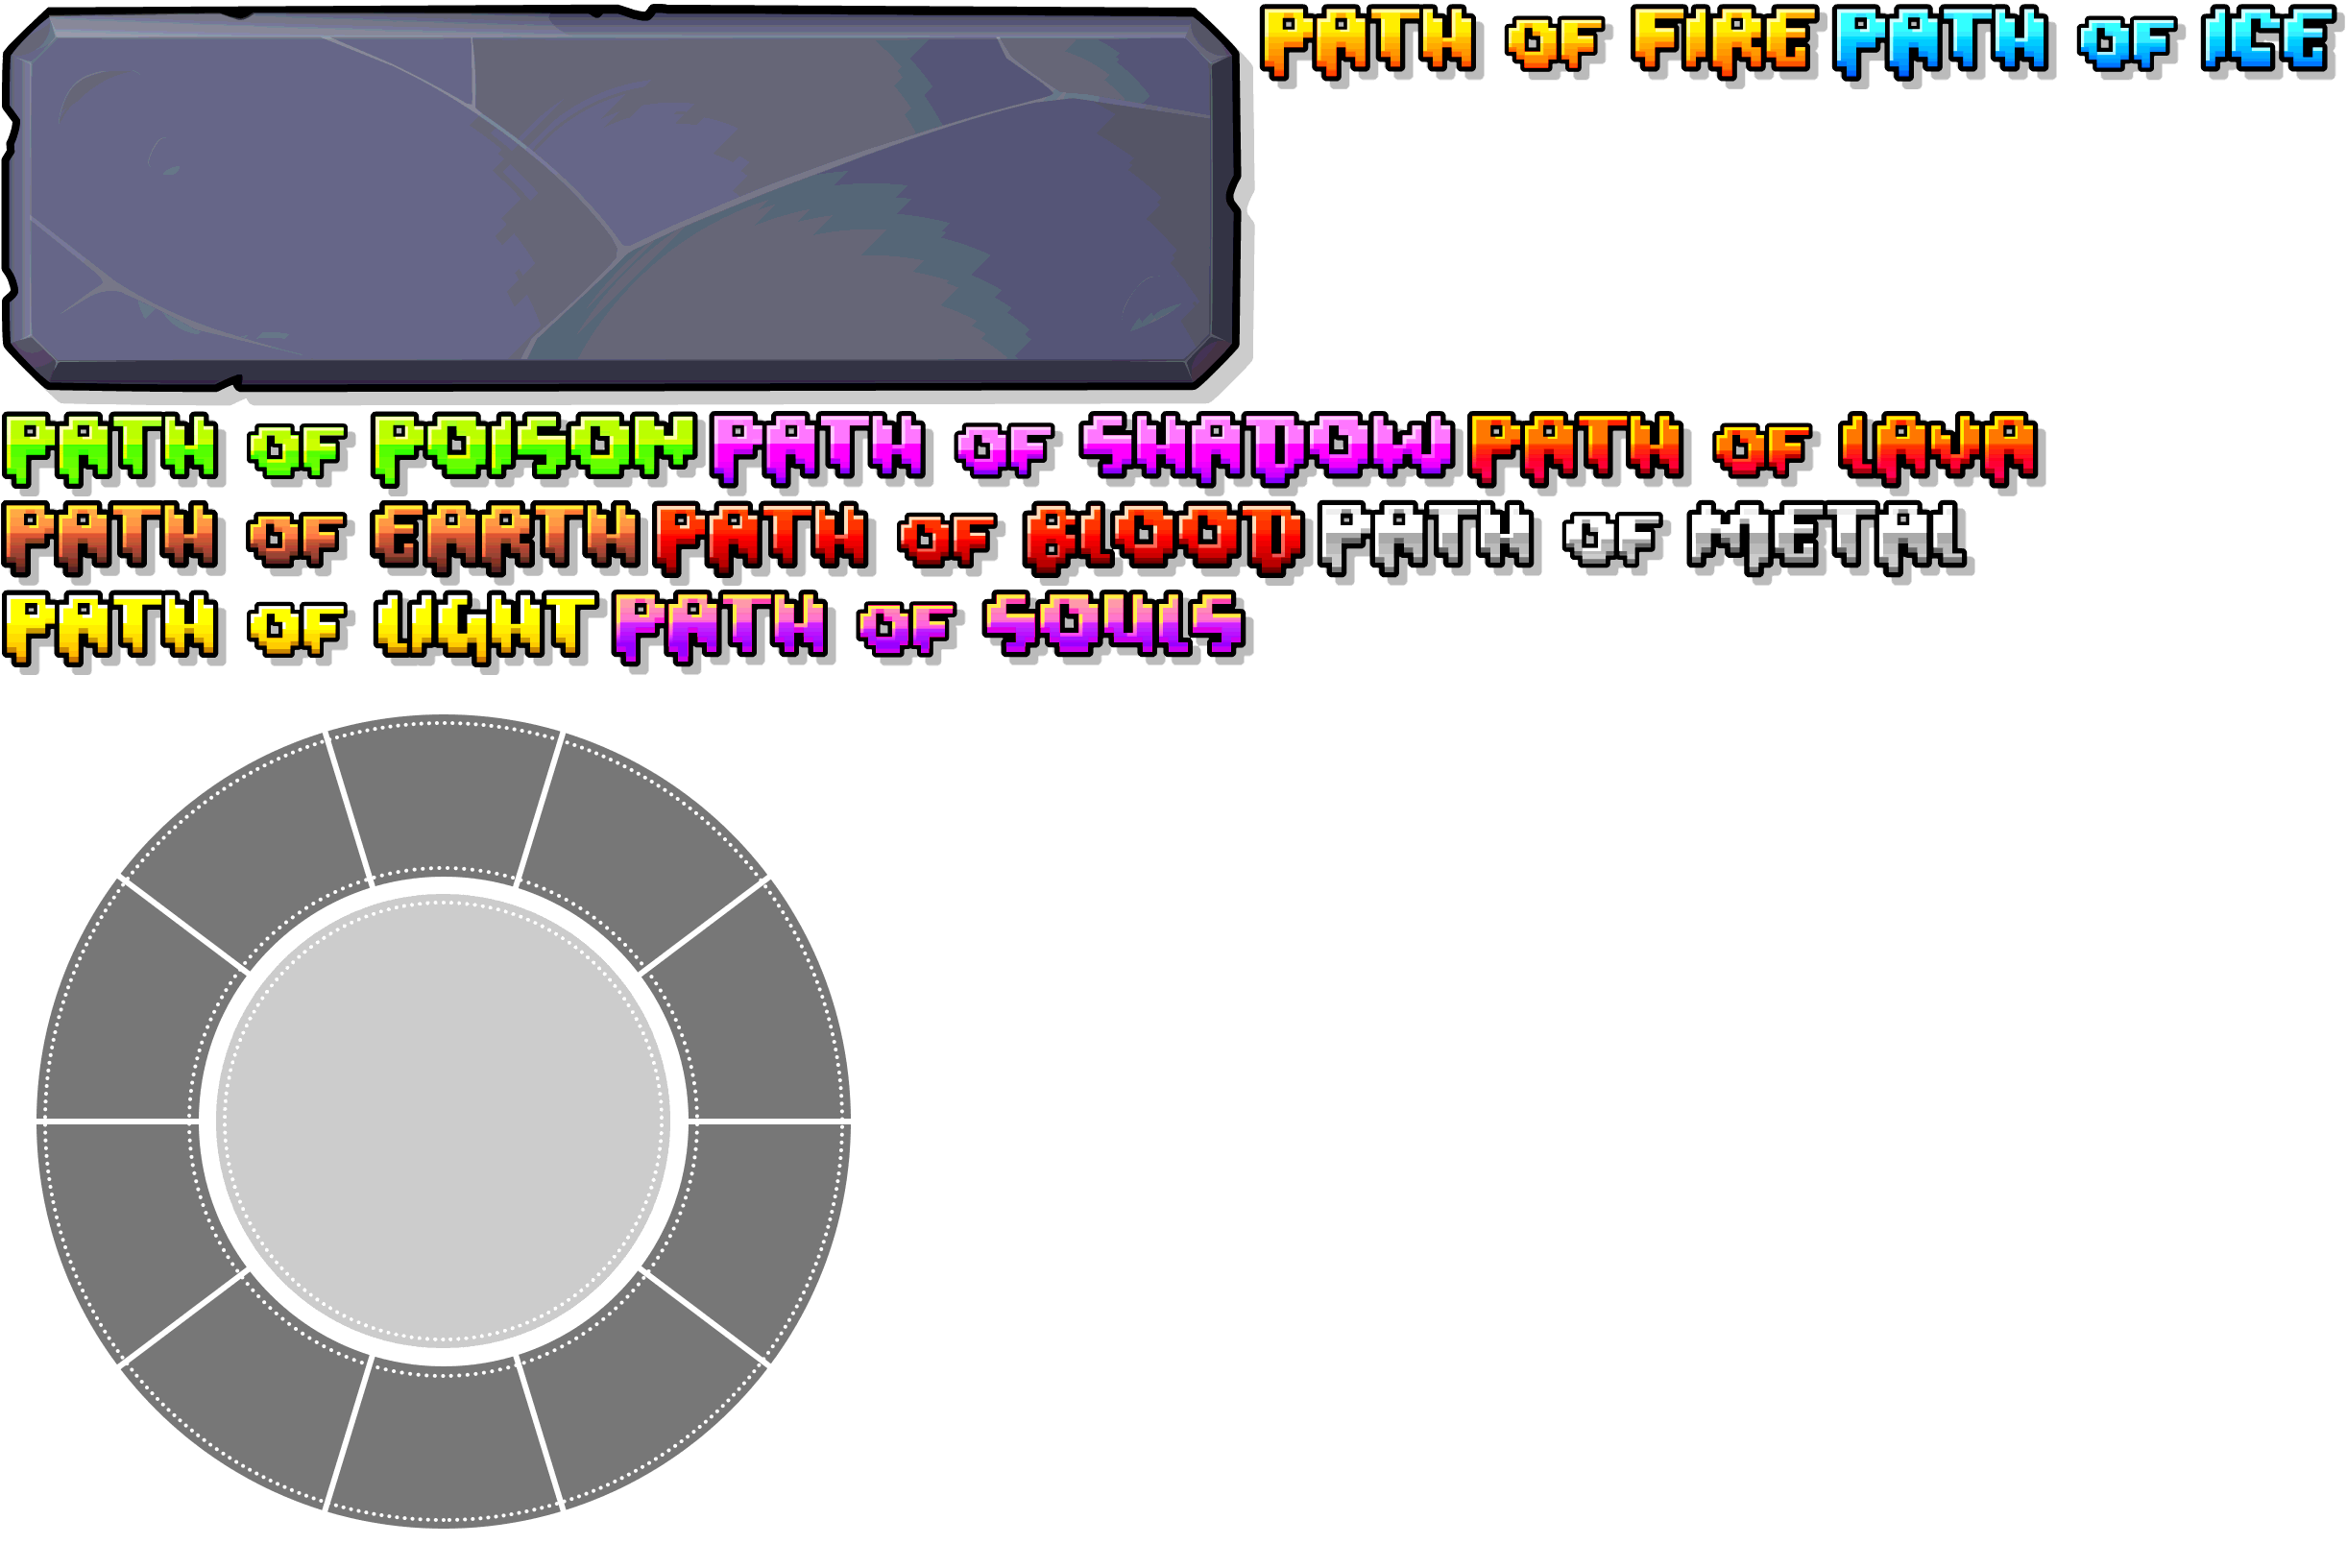 PATH OF FIRE PATH OF ICE
PATH OF POISON PATH OF SHADOW PATH OF LAVA
PATH OF EARTH PATH OF BLOOD PATH OF METAL
PATH OF LIGHT PATH OF SOULS